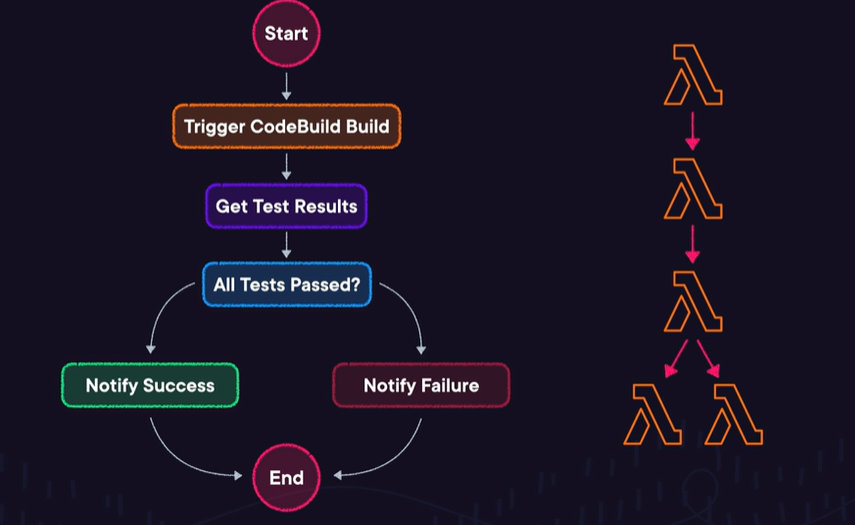 Start
Trigger CodeBuild Build
Get Test Results
All Tests Passed?
Notify Success
Notify Failure
End